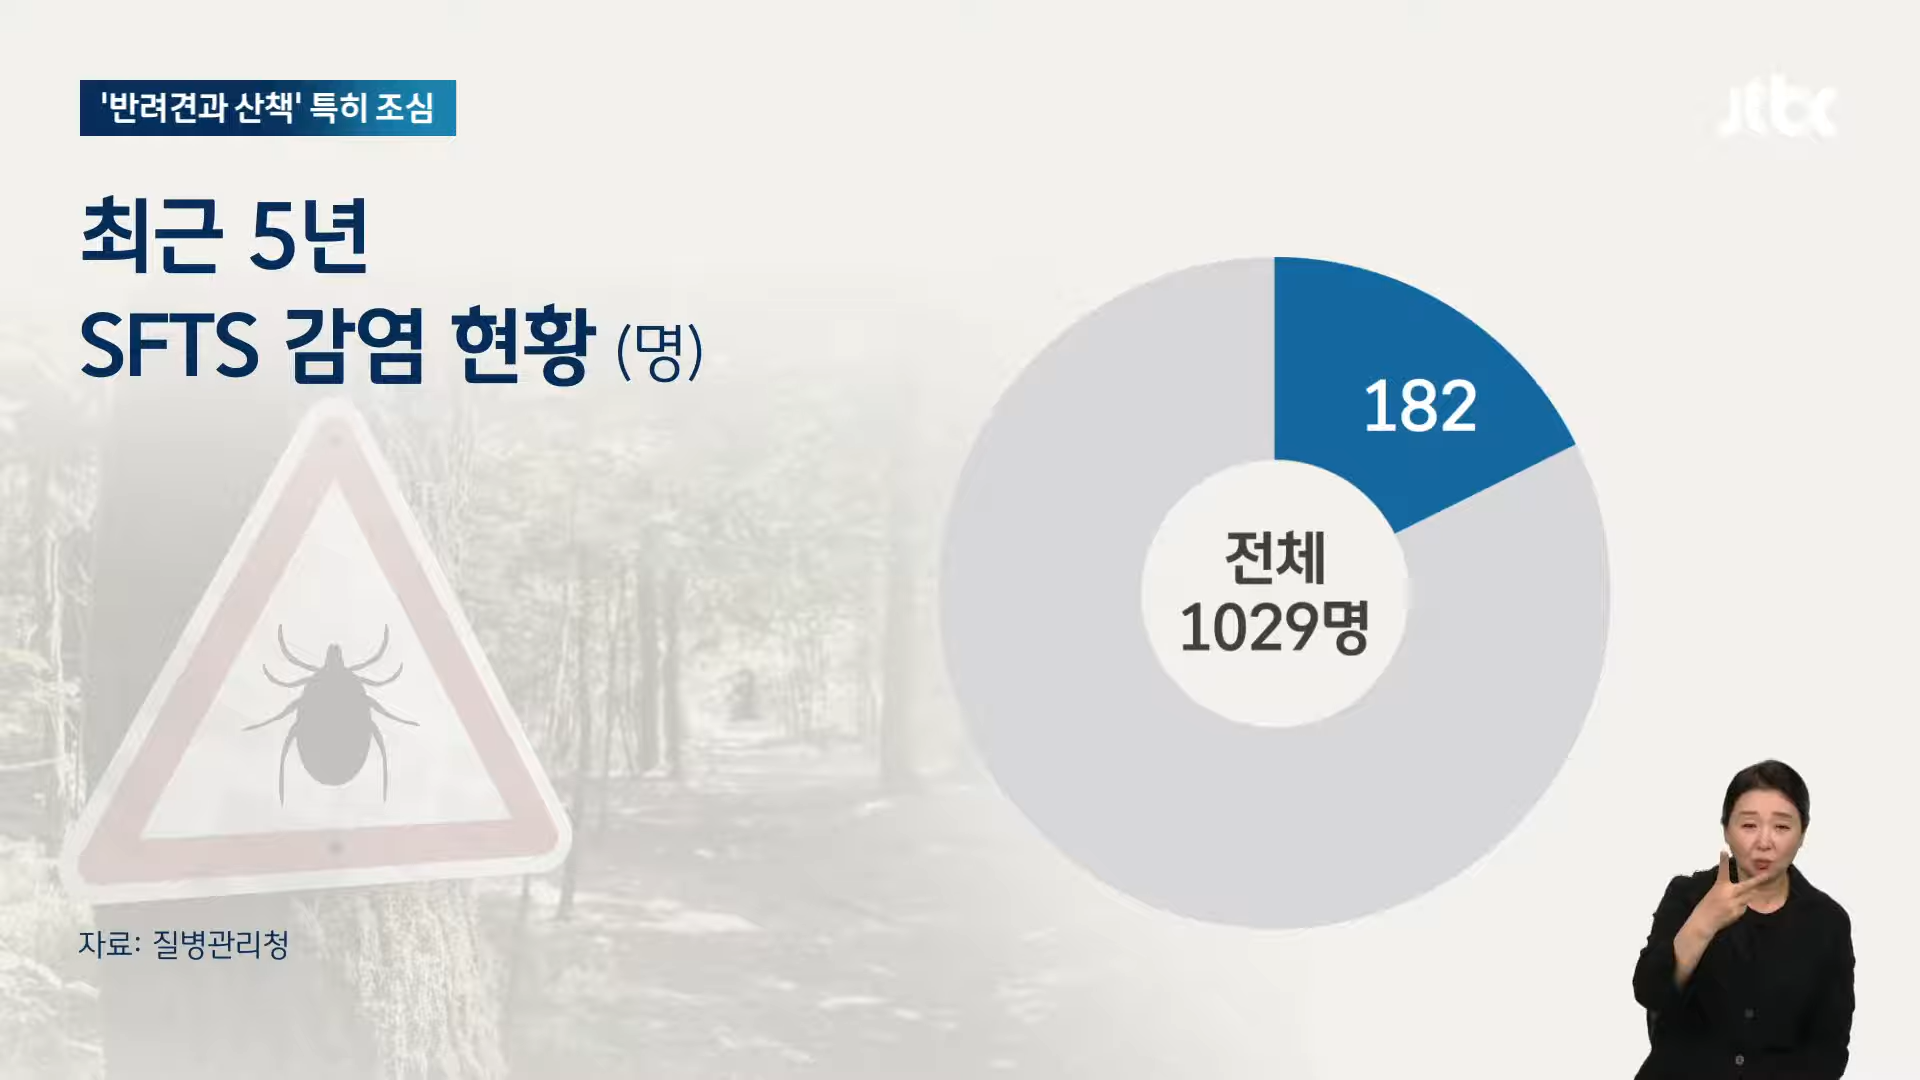 '반려견과 산책' 특히 조심
jtbc
최근 5년
SFTS 감염 현황 (명)
182
전체
1029명
자료: 질병관리청